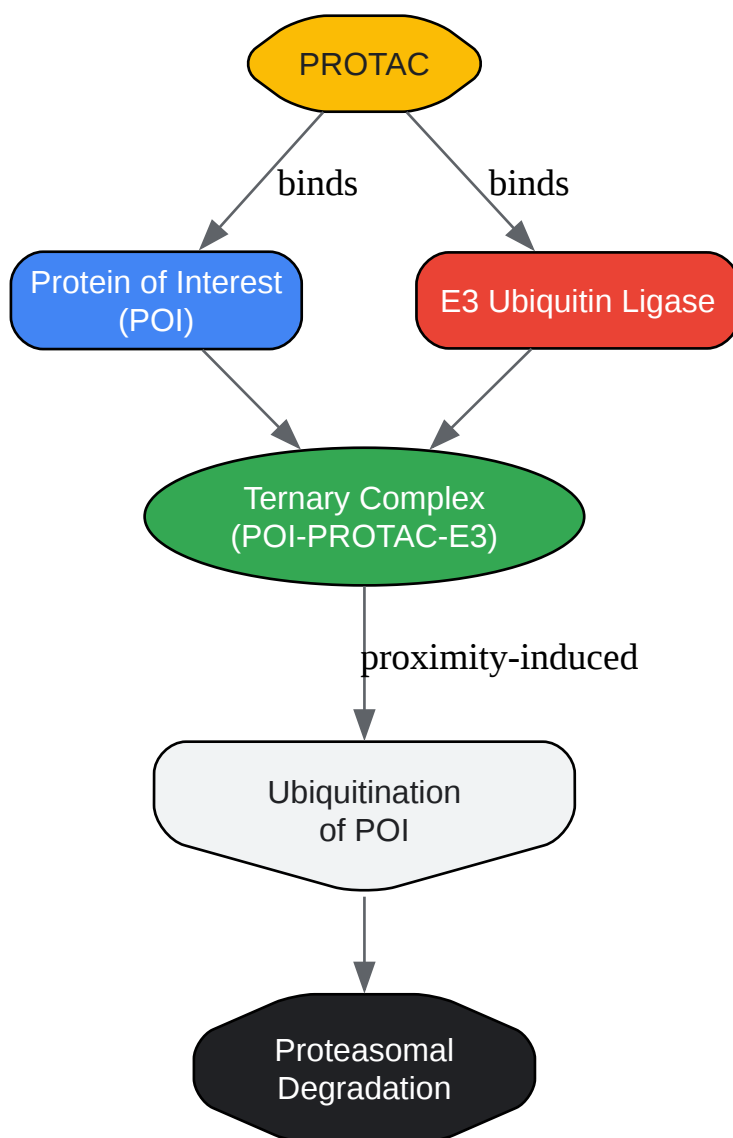 PROTAC
binds
binds
Protein of Interest
(POI)
E3 Ubiquitin Ligase
Ternary Complex
(POI-PROTAC-E3)
proximity-induced
Ubiquitination
of POI
Proteasomal
Degradation